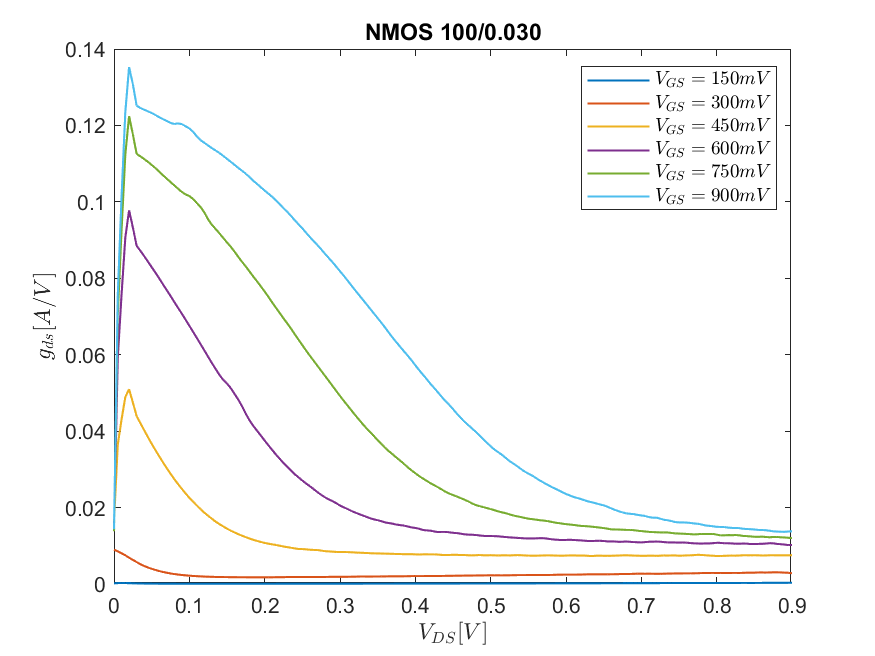 NMOS 100/0.030
0.14
0.12
0.1
0.08
0.06
0.04
0.02
0
g_{ds}[A/V]
V_{GS} = 150mV
V_{GS} = 300mV
V_{GS} = 450mV
V_{GS} = 600mV
V_{GS} = 750mV
V_{GS} = 900mV
0 0.1 0.2 0.3 0.4 0.5 0.6 0.7 0.8 0.9
V_{DS}[V]